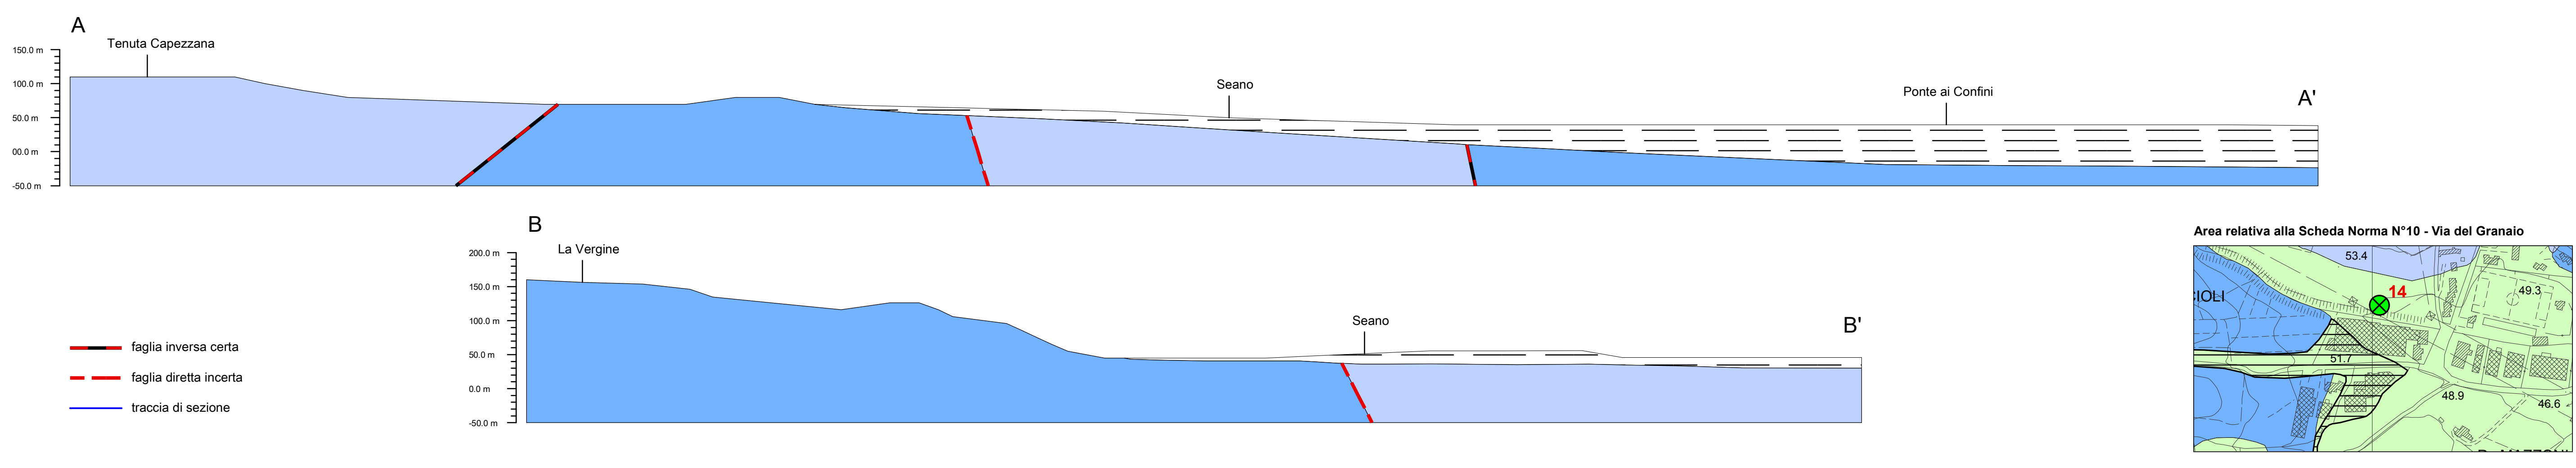 A
Tenuta Capezzana
150.0 m
100.0 m
50.0 m
00.0 m
-50.0 m
Seano
Ponte ai Confini
A'
B
La Vergine
200.0 m
150.0 m
100.0 m
50.0 m
0.0 m
-50.0 m
Seano
B'
faglia inversa certa
faglia diretta incerta
traccia di sezione
Area relativa alla Scheda Norma N°10 - Via del Granaio
53.4
14
49.3
CIOLI
51.7
48.9
46.6